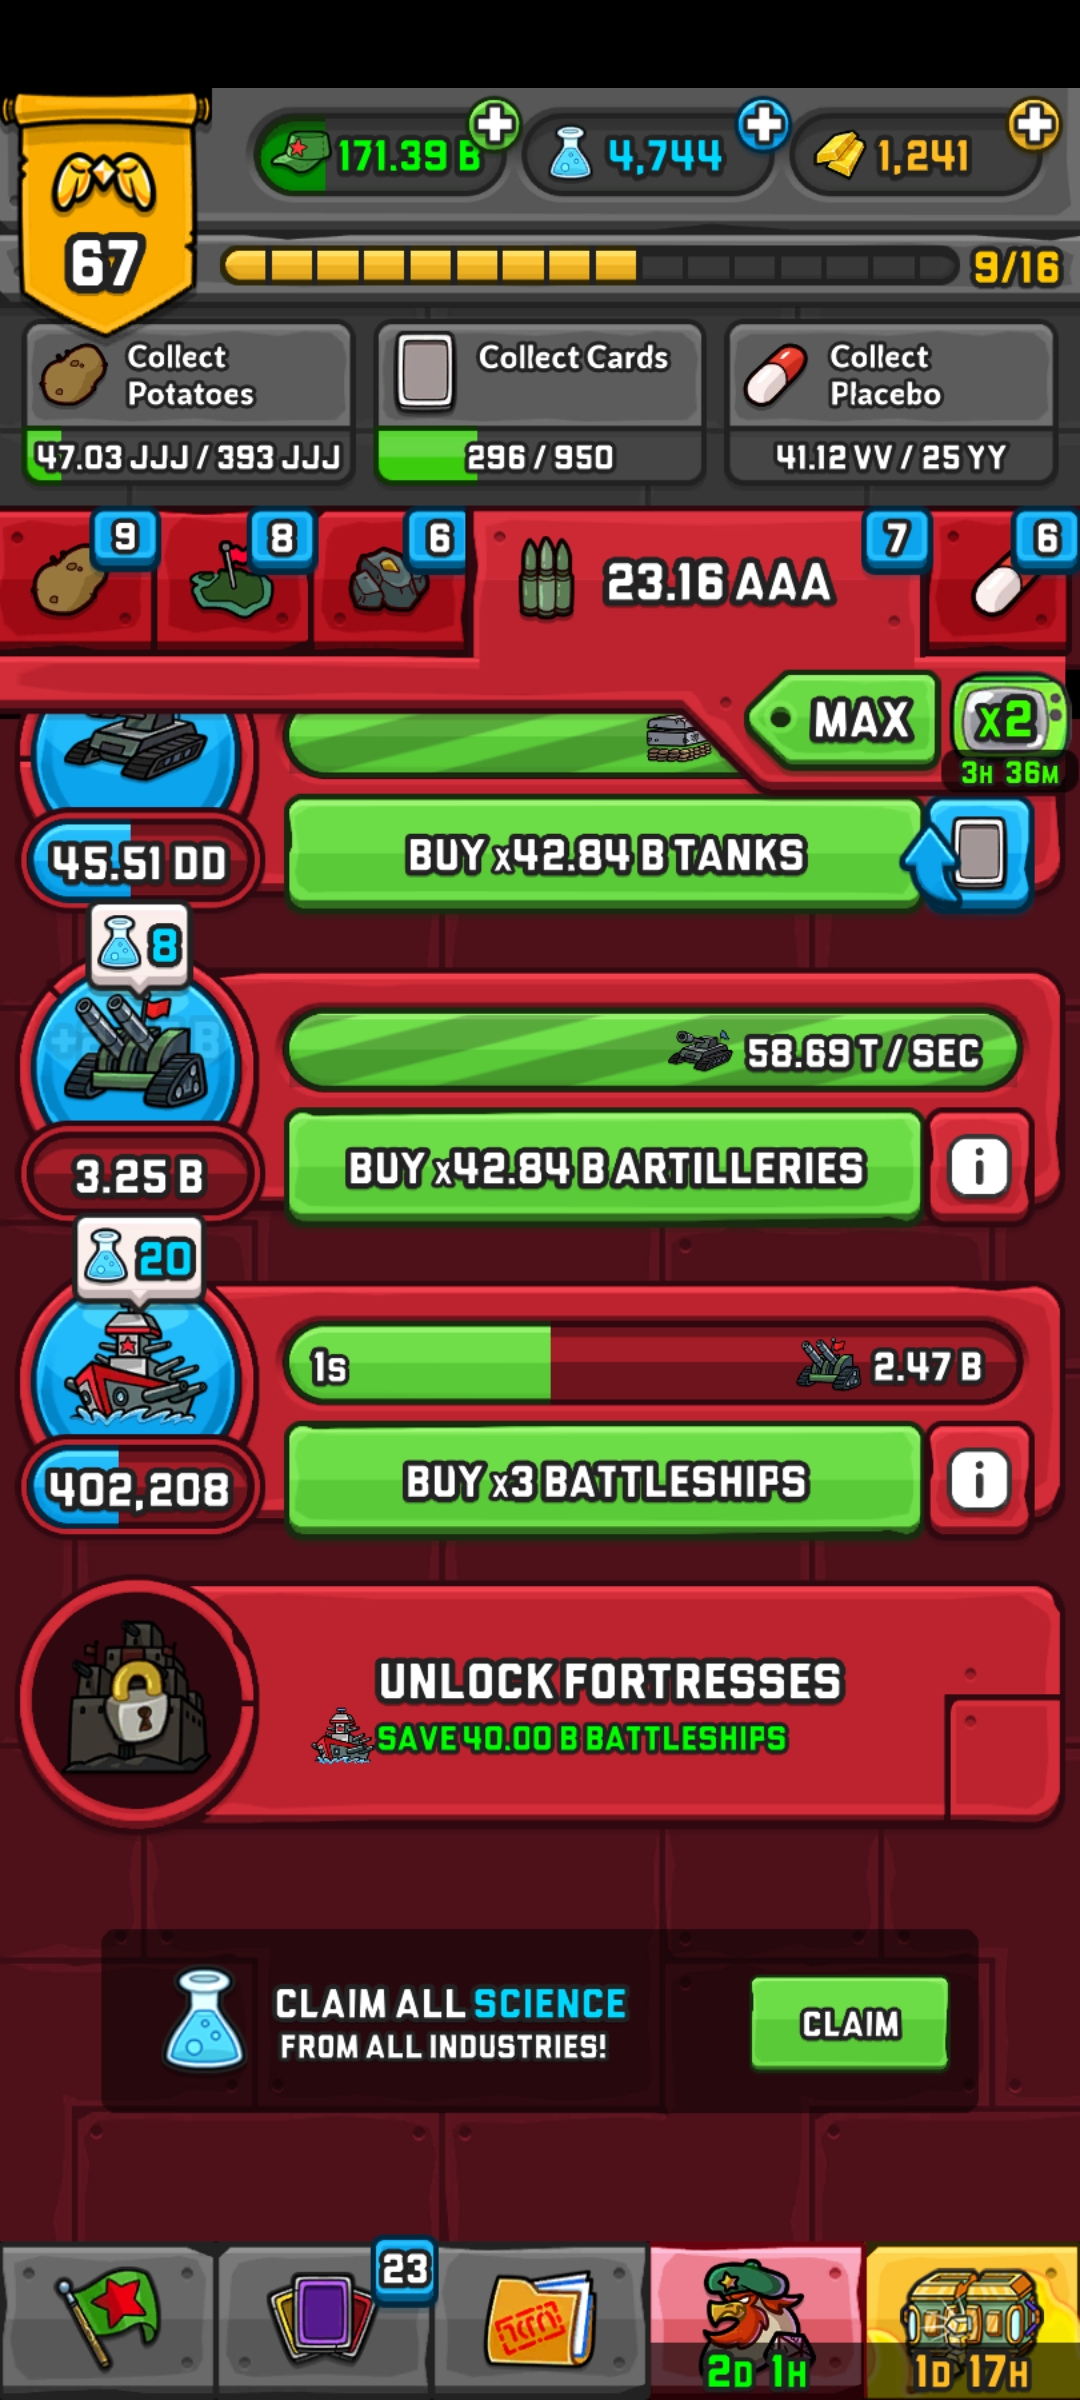 171.39 B
4,744
1,241
67
9/16
Collect
Potatoes
47.03 JJJ / 393 JJJ
Collect Cards
296 / 950
Collect
Placebo
41.12 VV / 25 YY
9
8
6
23.16 AAA
7
6
MAX
x2
3H 36M
45.51 DD
BUY x42.84 B TANKS
8
58.69 T / SEC
3.25 B
BUY x42.84 B ARTILLERIES
20
1s
2.47 B
402,208
BUY x3 BATTLESHIPS
UNLOCK FORTRESSES
SAVE 40.00 B BATTLESHIPS
CLAIM ALL SCIENCE
FROM ALL INDUSTRIES!
CLAIM
23
2D 1H
1D 17H